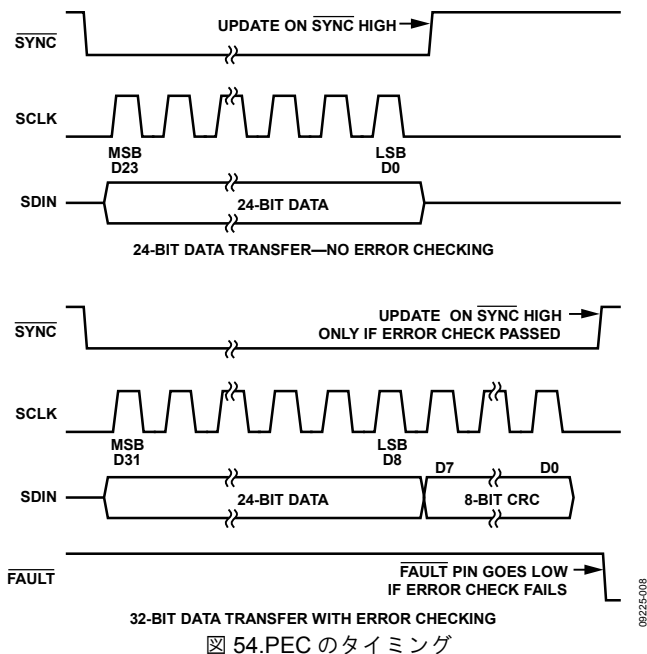 UPDATE ON SYNC HIGH
SYNC
SCLK
MSB
D23
LSB
D0
SDIN
24-BIT DATA
24-BIT DATA TRANSFER—NO ERROR CHECKING
UPDATE ON SYNC HIGH
ONLY IF ERROR CHECK PASSED
SYNC
SCLK
MSB
D31
LSB
D8
D7
D0
SDIN
24-BIT DATA
8-BIT CRC
FAULT
FAULT PIN GOES LOW
IF ERROR CHECK FAILS
32-BIT DATA TRANSFER WITH ERROR CHECKING
09225-008
図 54.PEC のタイミング